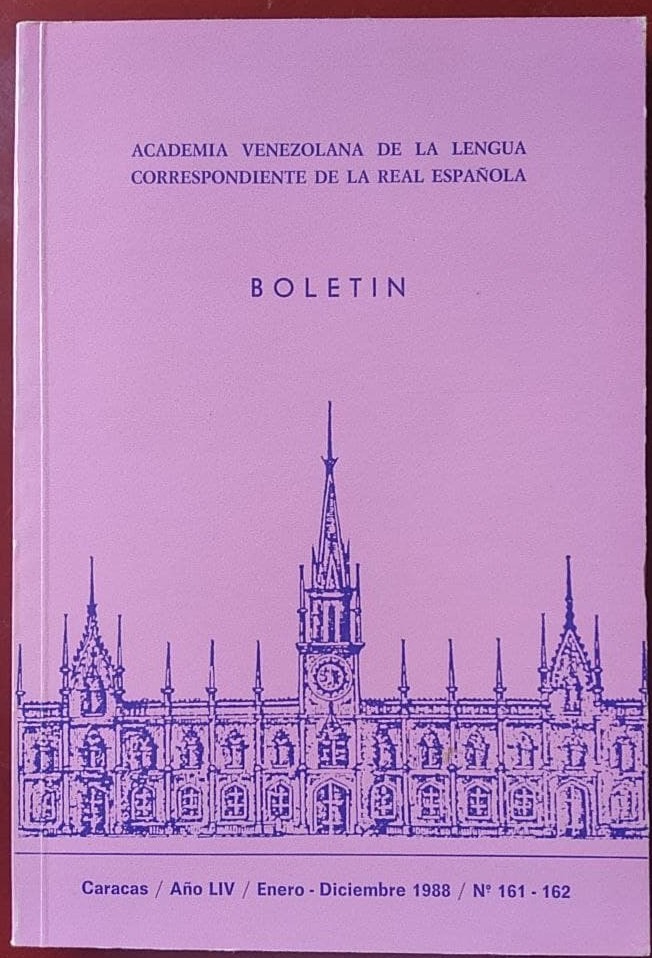 ACADEMIA VENEZOLANA DE LA LENGUA
CORRESPONDIENTE DE LA REAL ESPAÑOLA
BOLETIN
Caracas / Año LIV / Enero - Diciembre 1988 / Nº 161 - 162